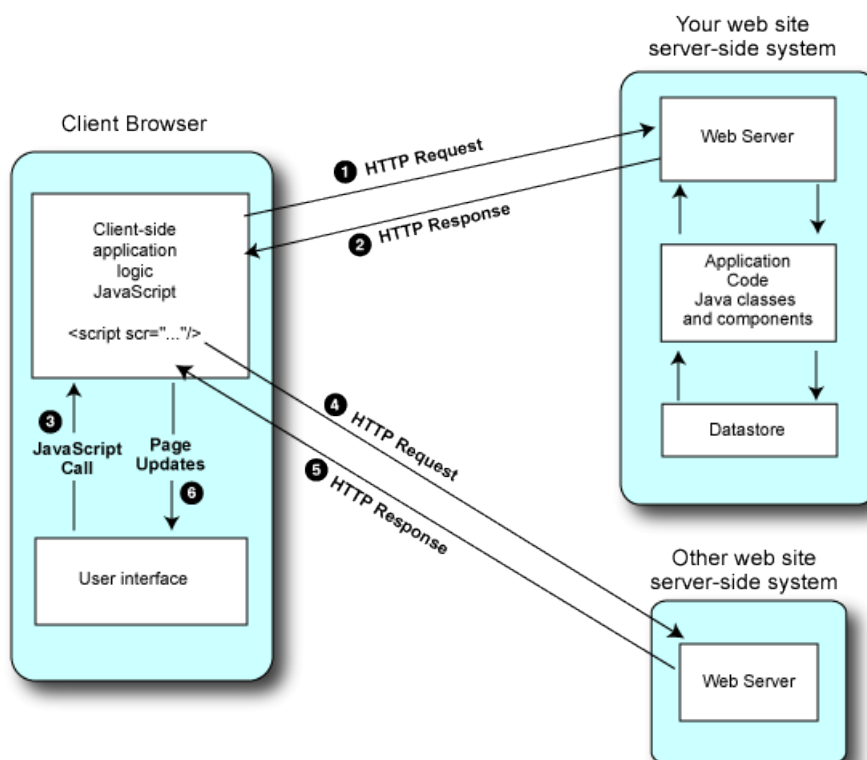 Your web site
server-side system
Client Browser
Web Server
1 HTTP Request
2 HTTP Response
Client-side
application
logic
JavaScript
<script scr="..."/>
Application
Code
Java classes
and components
Datastore
3
JavaScript
Call
Page
Updates
6
4 HTTP Request
5 HTTP Response
User interface
Other web site
server-side system
Web Server